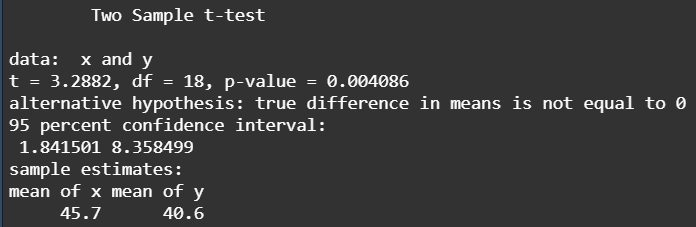 Two Sample t-test
data:  x and y
t = 3.2882, df = 18, p-value = 0.004086
alternative hypothesis: true difference in means is not equal to 0
95 percent confidence interval:
1.841501 8.358499
sample estimates:
mean of x mean of y
45.7      40.6